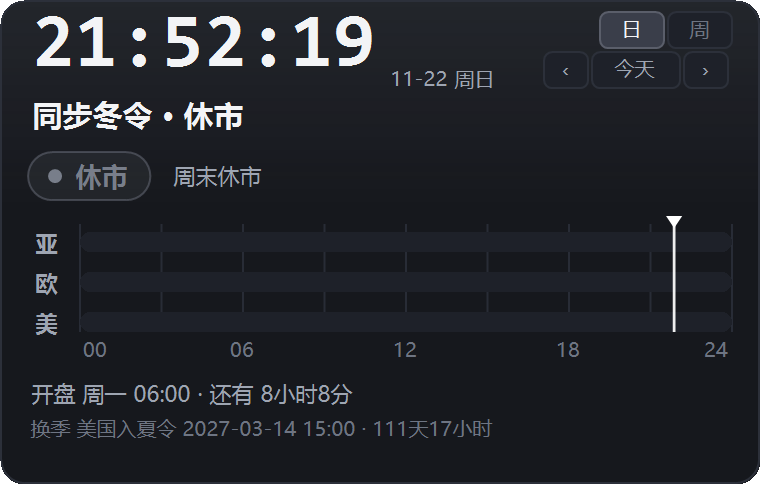 21:52:19
11-22 周日
日 周
‹ 今天 ›
同步冬令·休市
休市 周末休市
亚
欧
美
00 06 12 18 24
开盘 周一 06:00 · 还有 8小时8分
换季 美国入夏令 2027-03-14 15:00 · 111天17小时